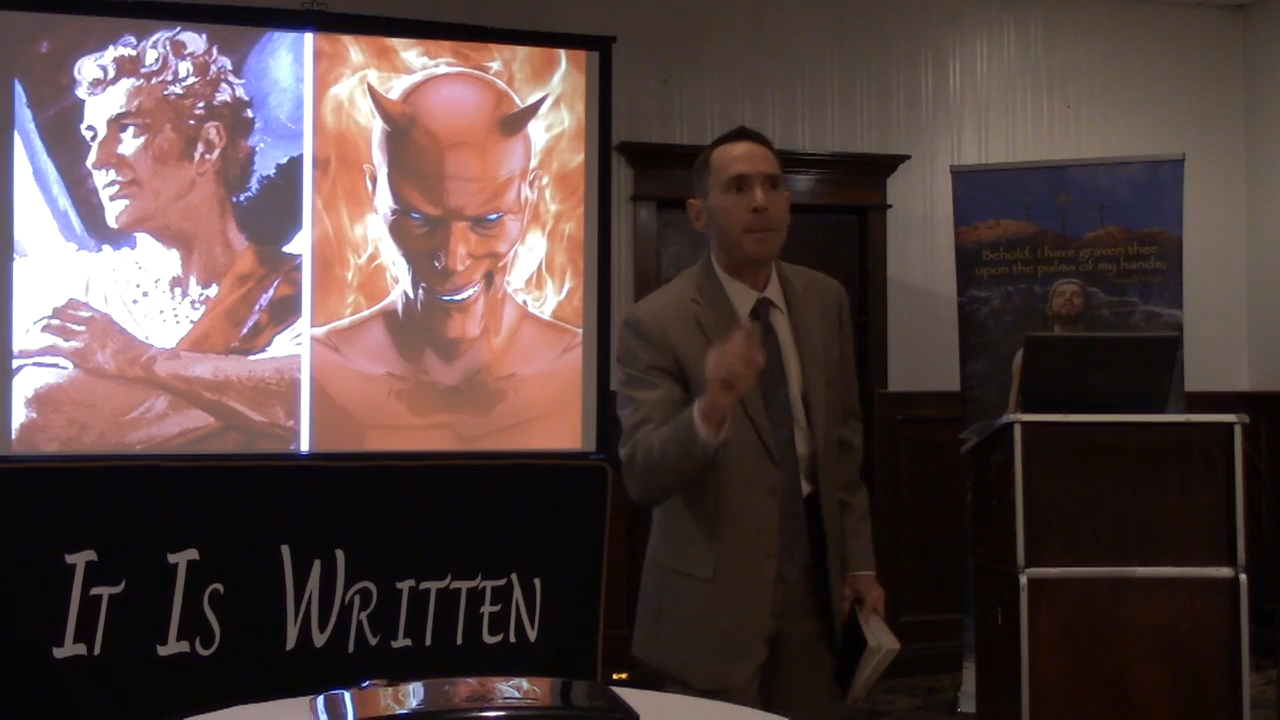 Behold, I have graven thee
upon the palms of my hands;
IT IS WRITTEN